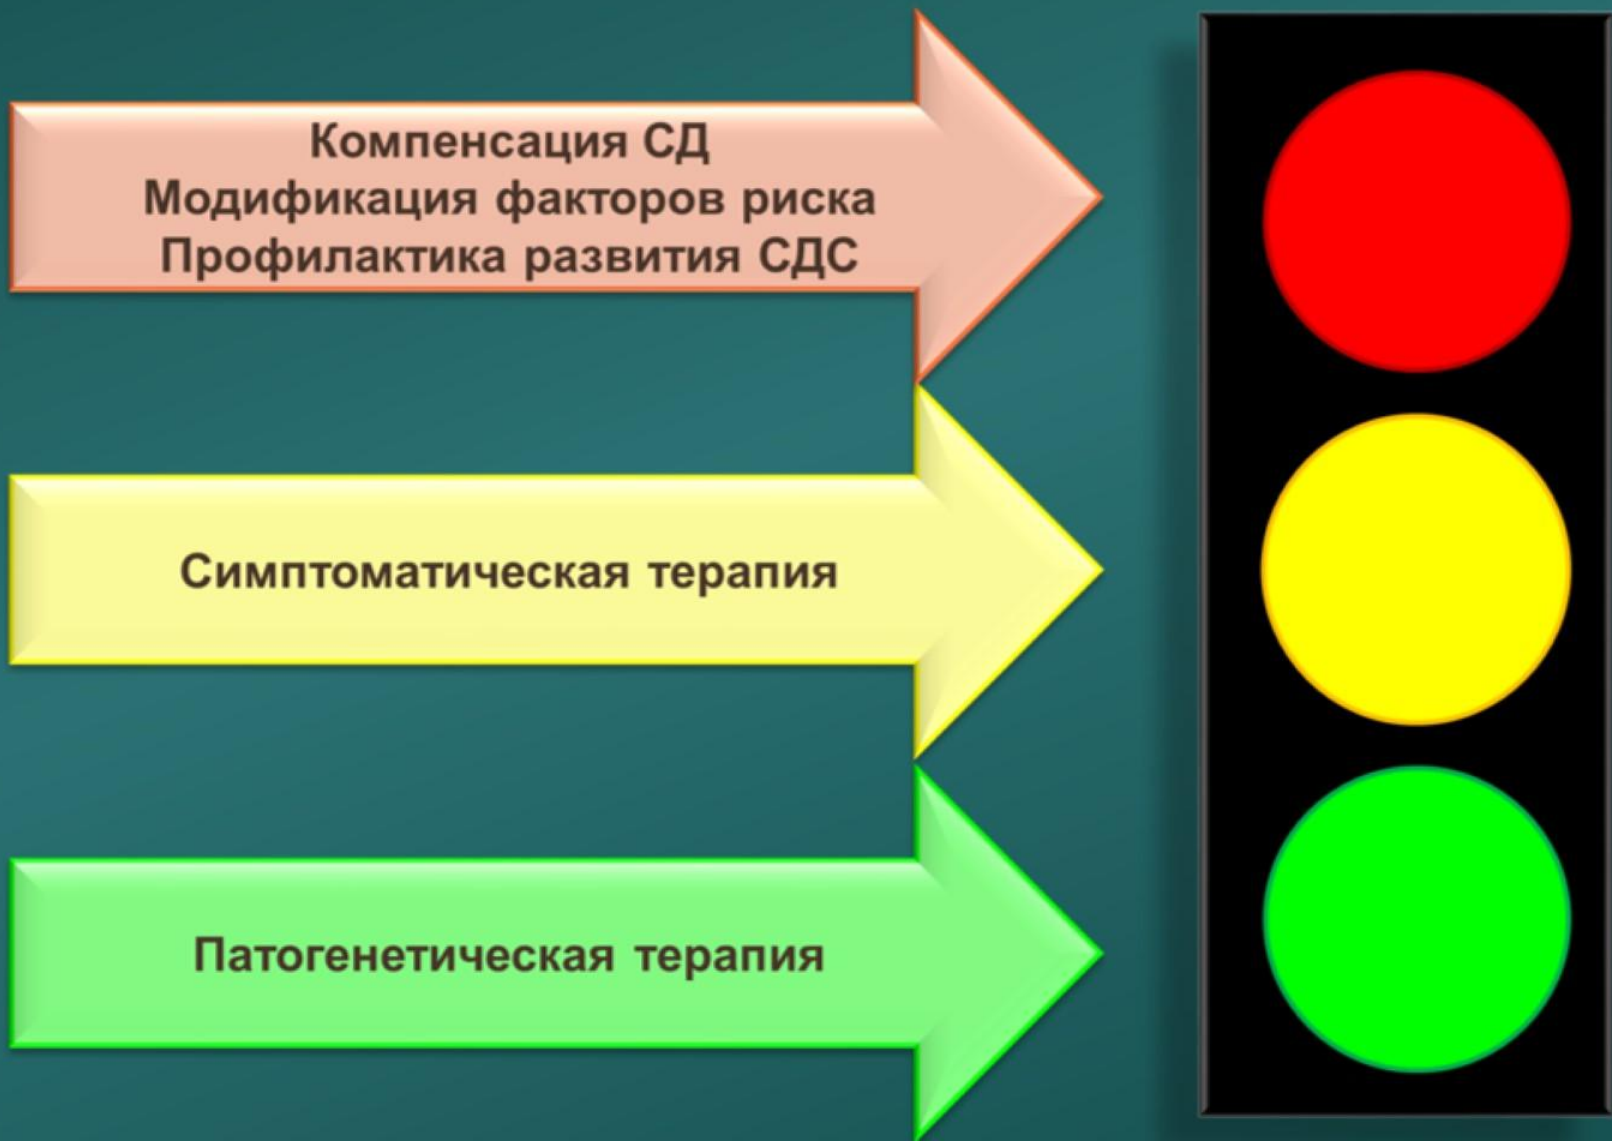 Компенсация СД
Модификация факторов риска
Профилактика развития СДС
Симптоматическая терапия
Патогенетическая терапия